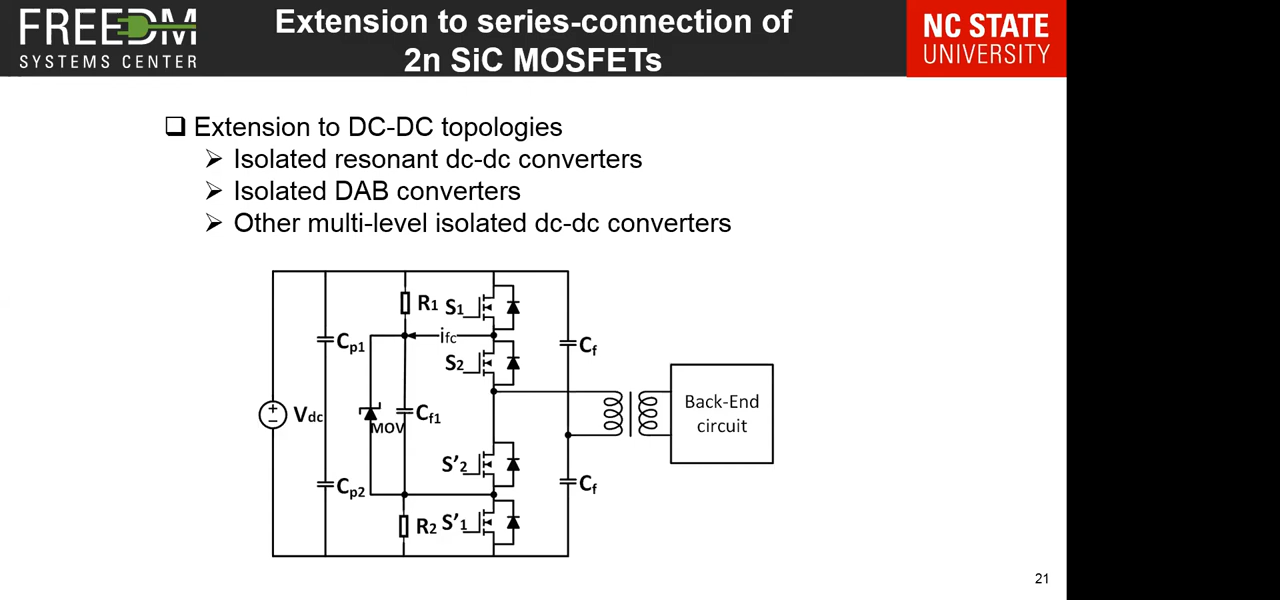 FREEDM
SYSTEMS CENTER
Extension to series-connection of
2n SiC MOSFETs
NC STATE
UNIVERSITY
❑ Extension to DC-DC topologies
➢ Isolated resonant dc-dc converters
➢ Isolated DAB converters
➢ Other multi-level isolated dc-dc converters
R1
S1
ifc
Cp1
S2
Cf
Vdc
MOV
Cf1
Back-End
circuit
S'2
Cp2
Cf
R2
S'1
21